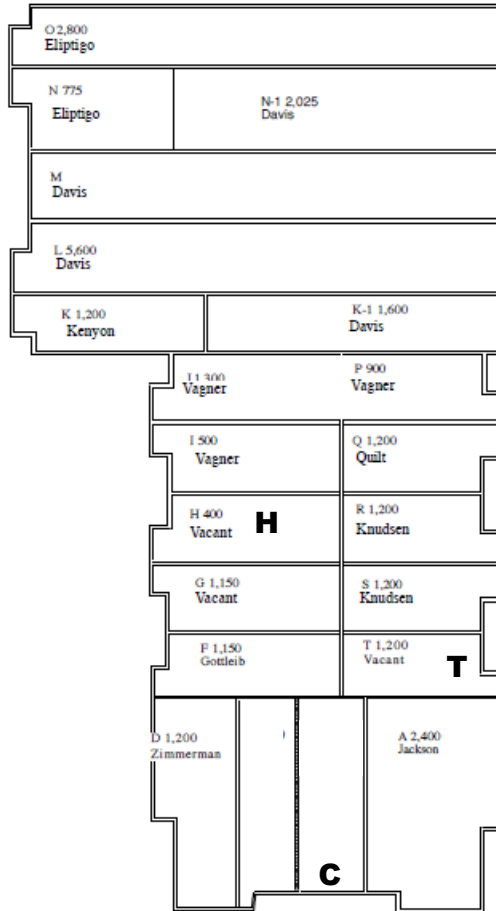 O 2,800
Eliptigo
N 775
Eliptigo
N-1 2,025
Davis
M
Davis
L 5,600
Davis
K 1,200
Kenyon
K-1 1,600
Davis
Vagner
P 900
Vagner
I 500
Vagner
Q 1,200
Quilt
H 400
Vacant
H
R 1,200
Knudsen
G 1,150
Vacant
S 1,200
Knudsen
F 1,150
Gottleib
T 1,200
Vacant
T
D 1,200
Zimmerman
A 2,400
Jackson
C